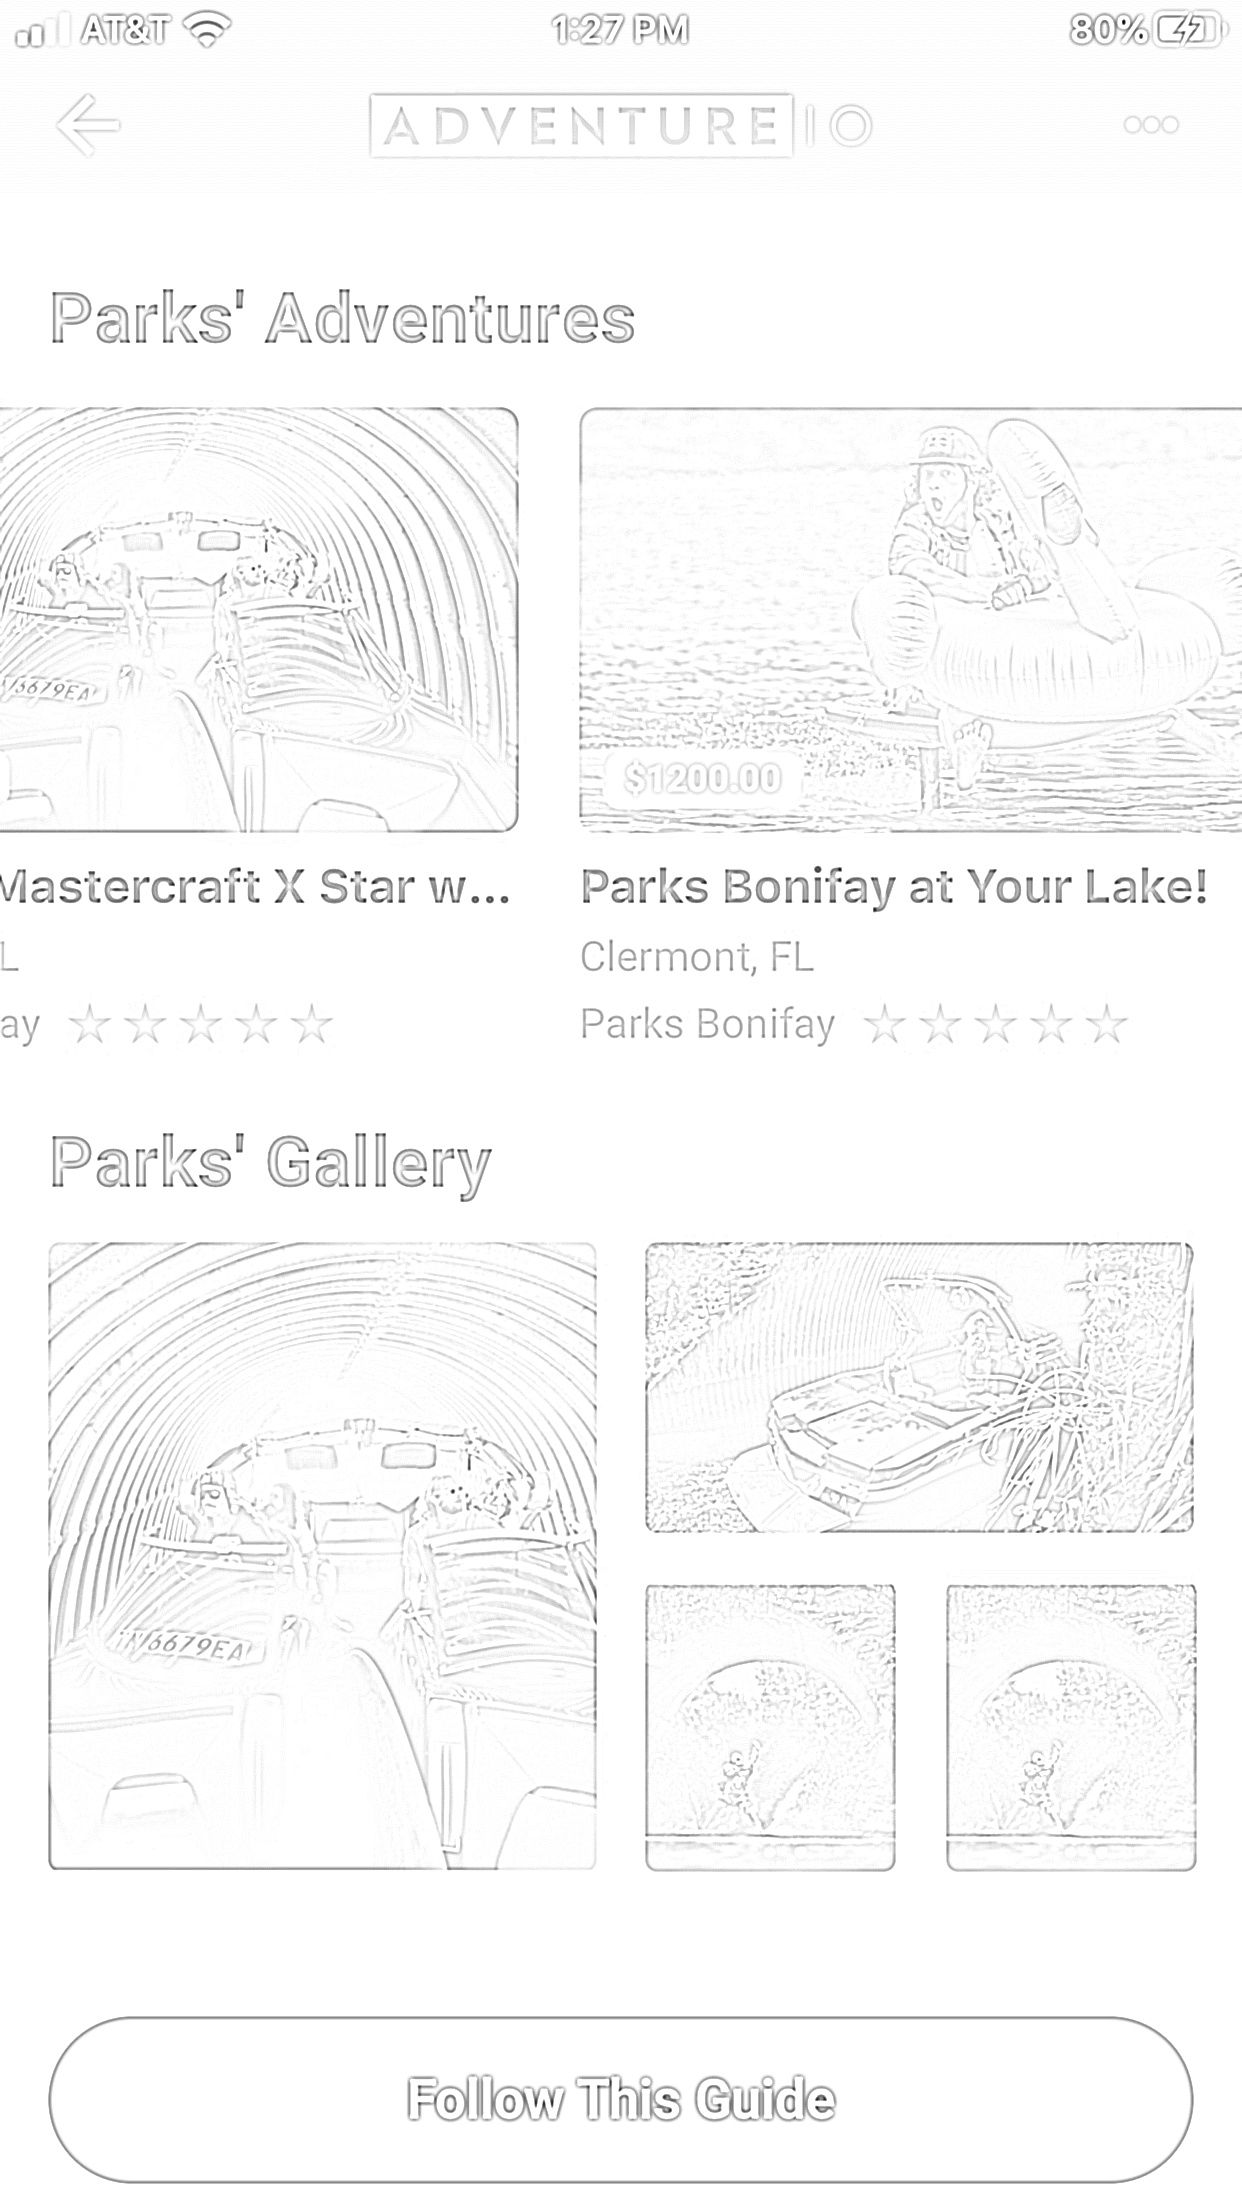 AT&T 1:27 PM 80%
ADVENTURE IO
Parks' Adventures
6679EA
$1200.00
Mastercraft X Star w... Parks Bonifay at Your Lake!
L Clermont, FL
ay Parks Bonifay
Parks' Gallery
6679EA
Follow This Guide